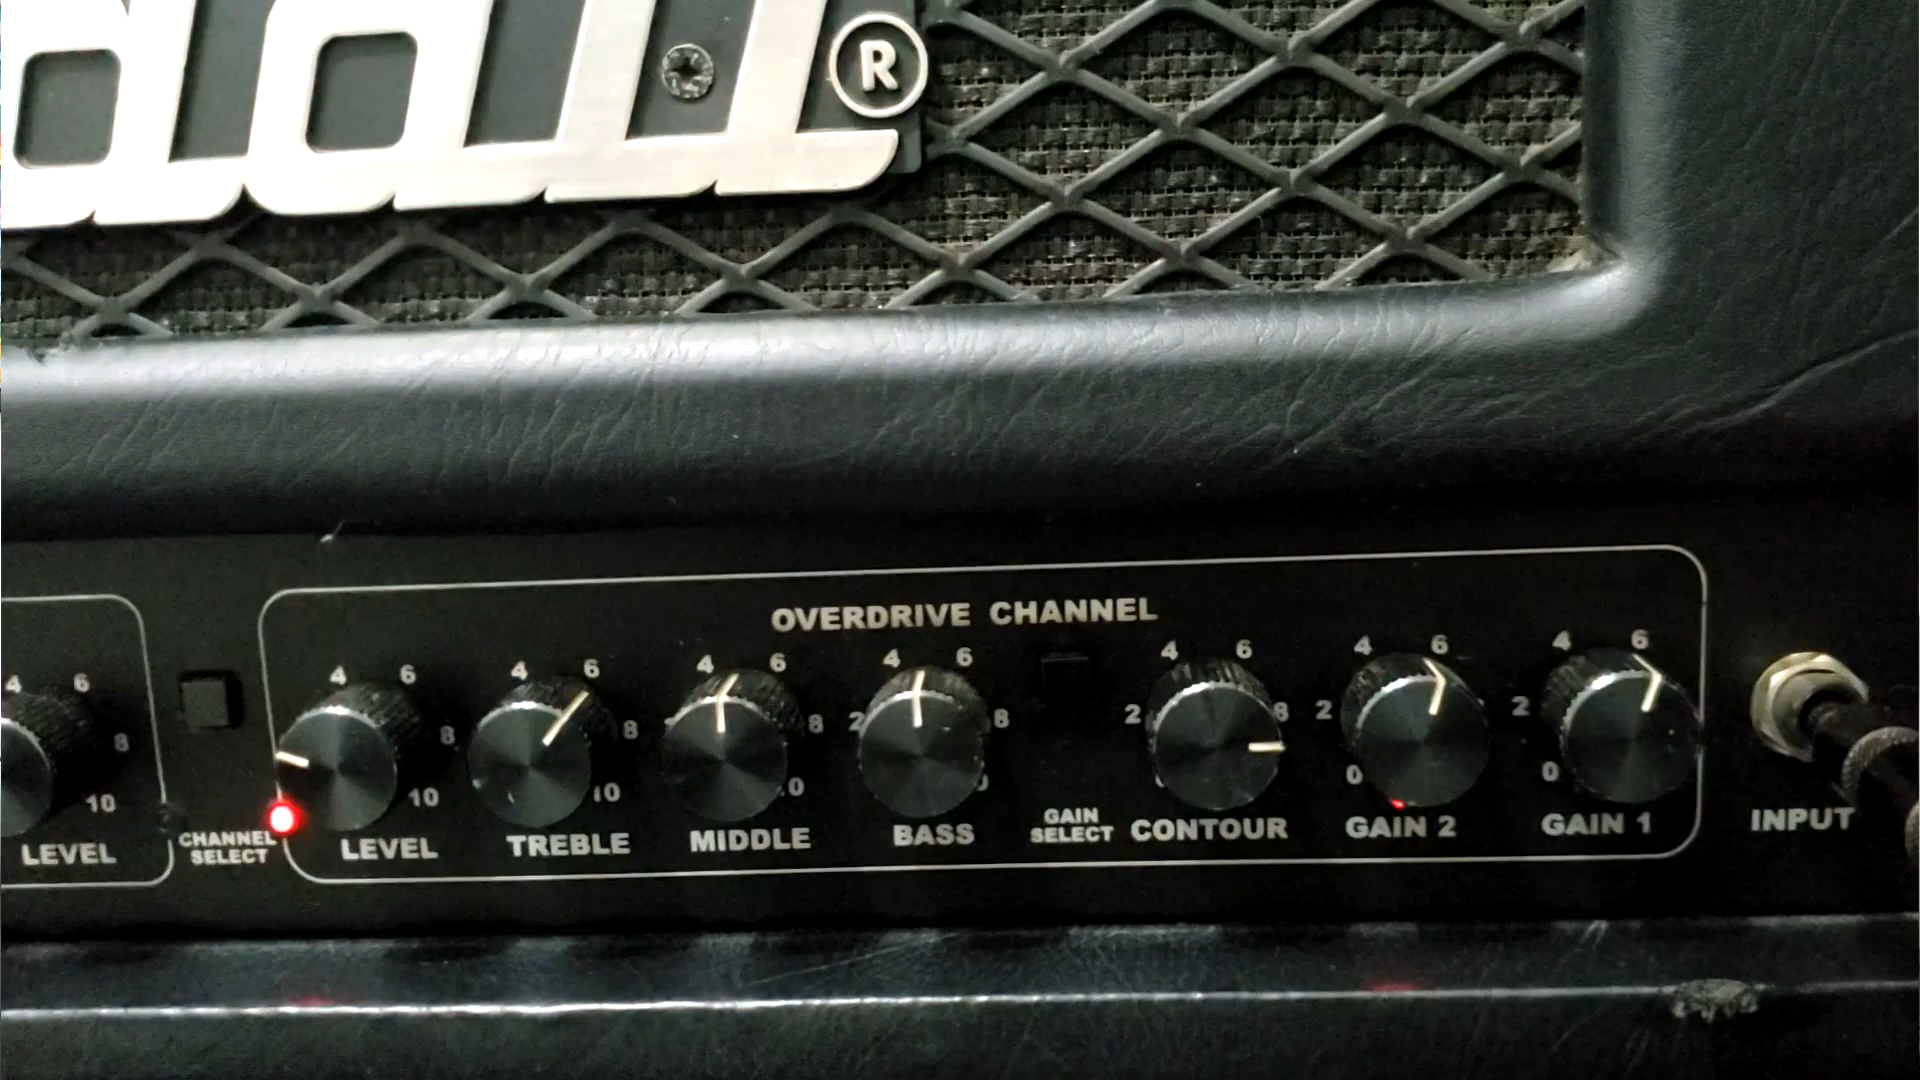 ®
OVERDRIVE CHANNEL
4 6 8 10
LEVEL
CHANNEL
SELECT
4 6 8 10
LEVEL
4 6 8 10
TREBLE
4 6 8
MIDDLE
2 4 6 8
BASS
GAIN
SELECT
2 4 6 8
CONTOUR
0 2 4 6
GAIN 2
0 2 4 6
GAIN 1
INPUT